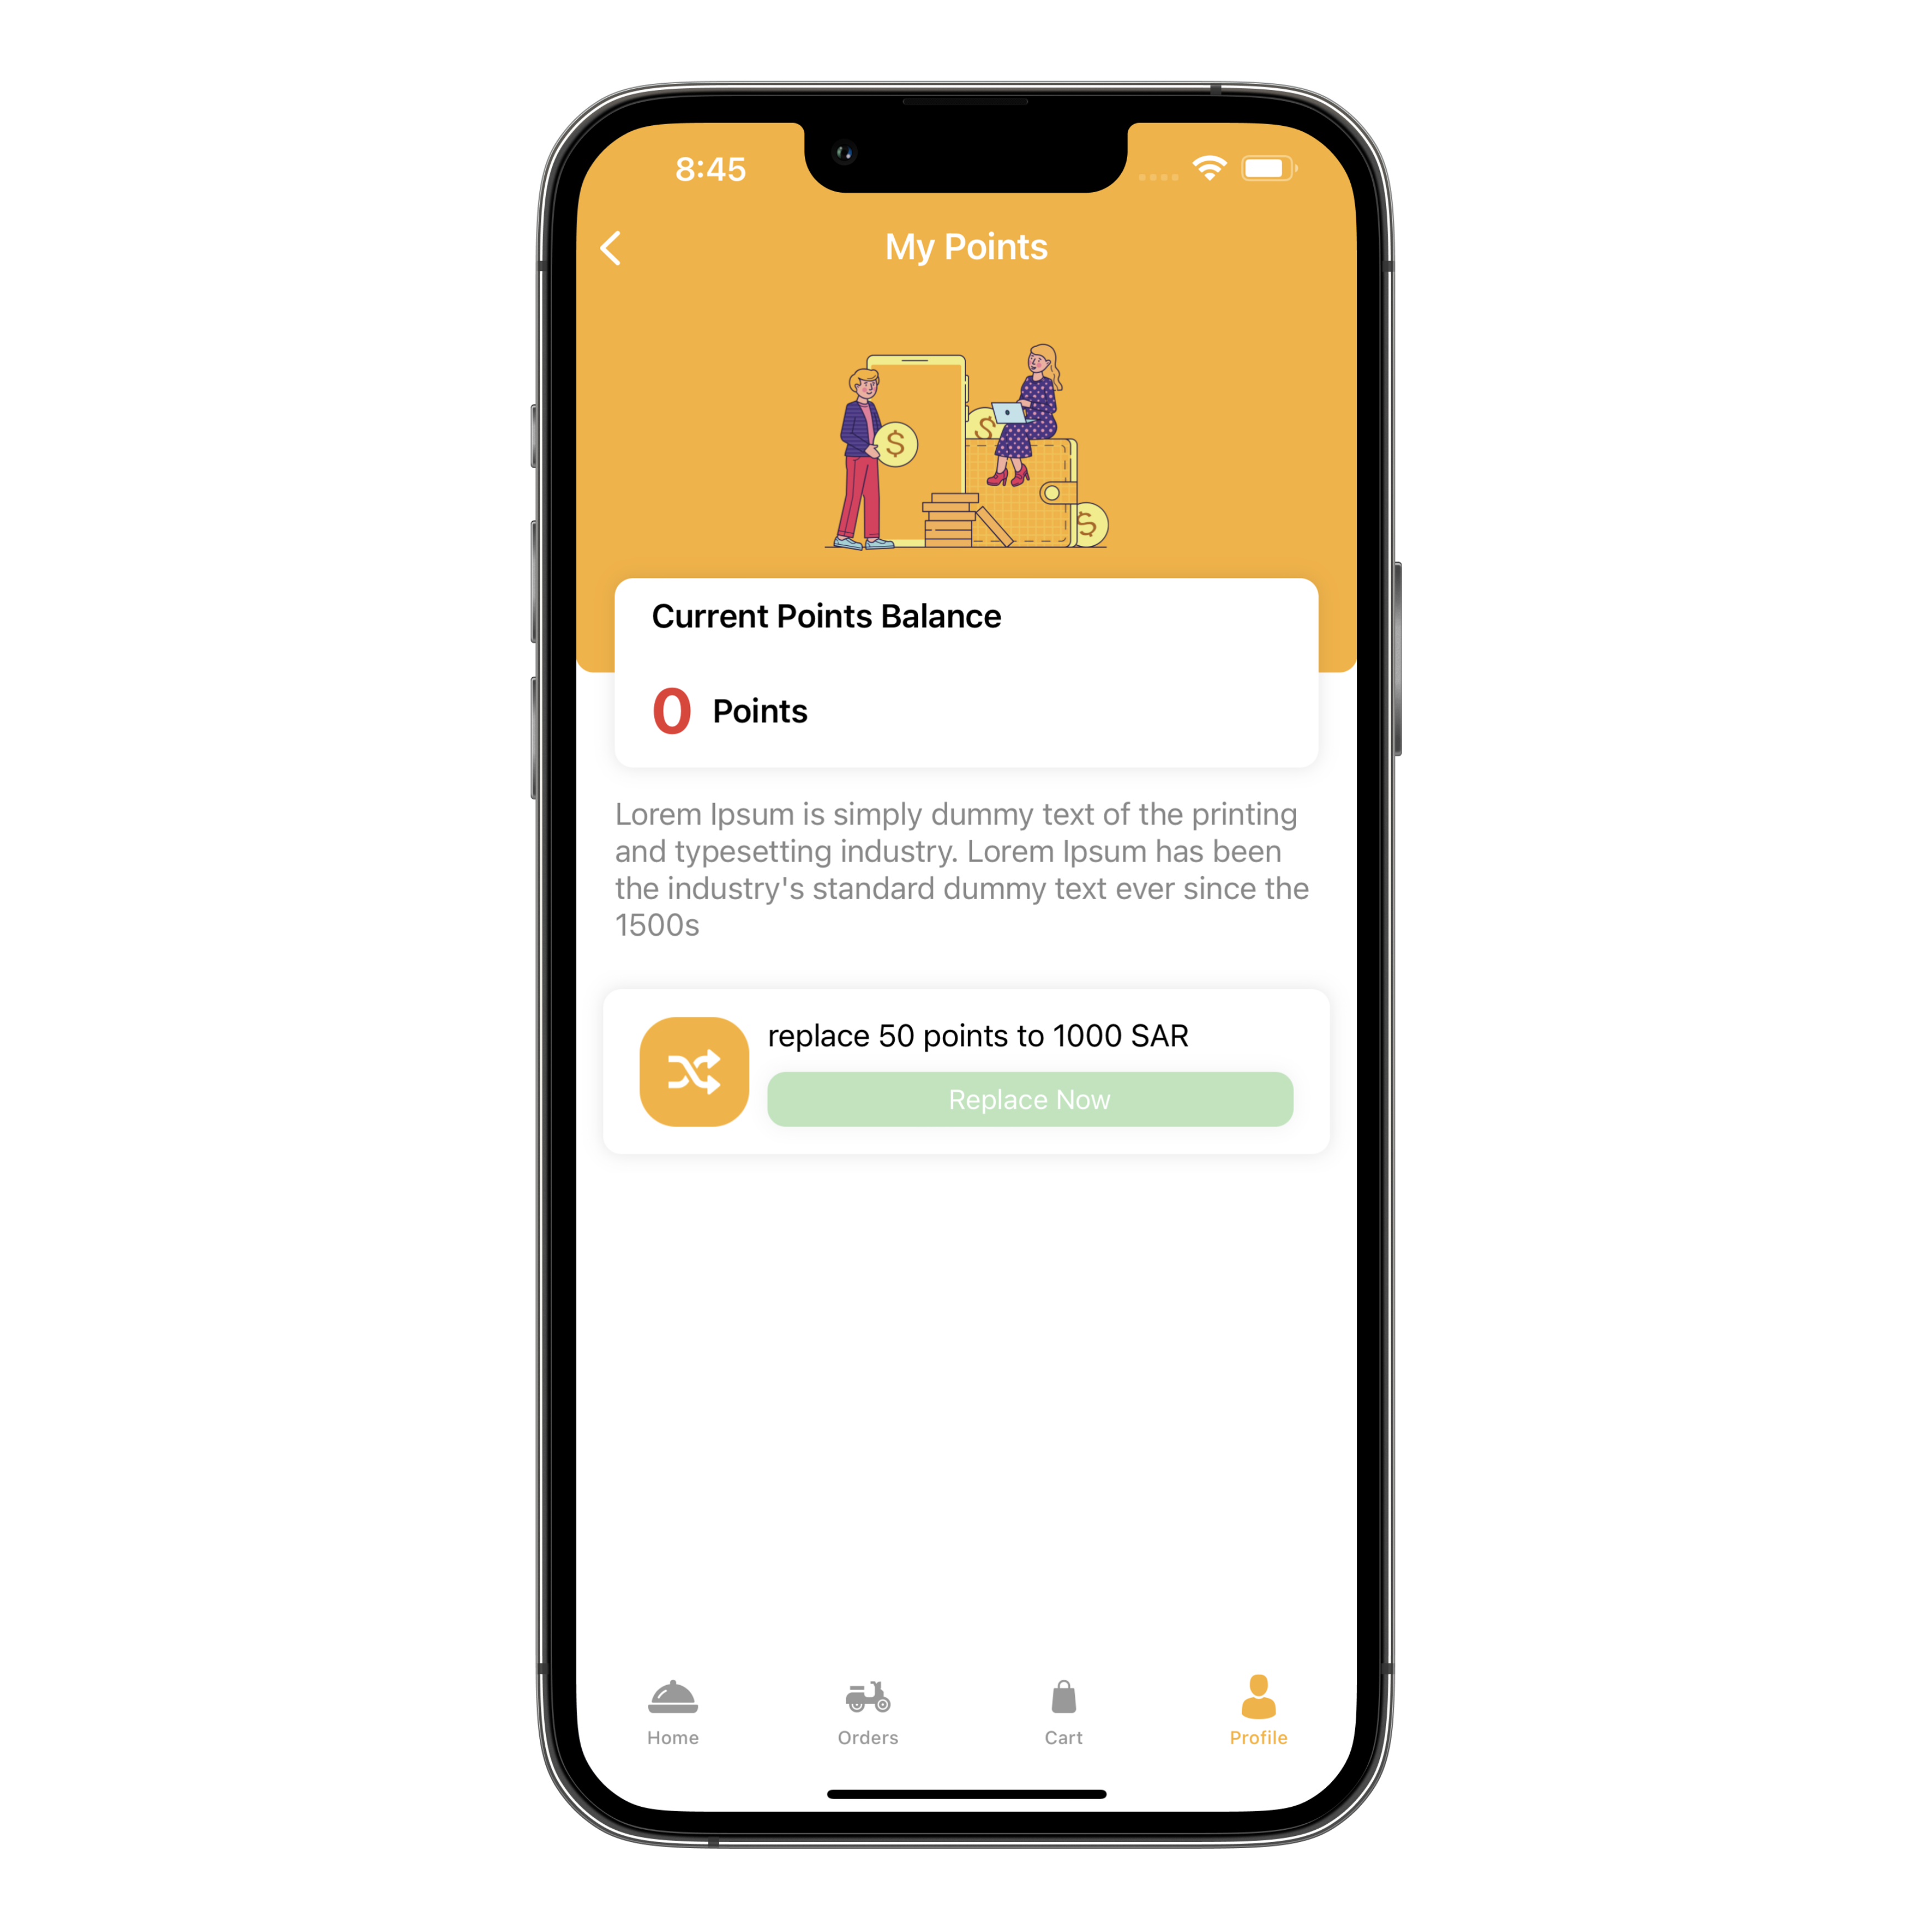 8:45
My Points
$
$
$
Current Points Balance
0 Points
Lorem Ipsum is simply dummy text of the printing
and typesetting industry. Lorem Ipsum has been
the industry's standard dummy text ever since the
1500s
replace 50 points to 1000 SAR
Replace Now
Home
Orders
Cart
Profile